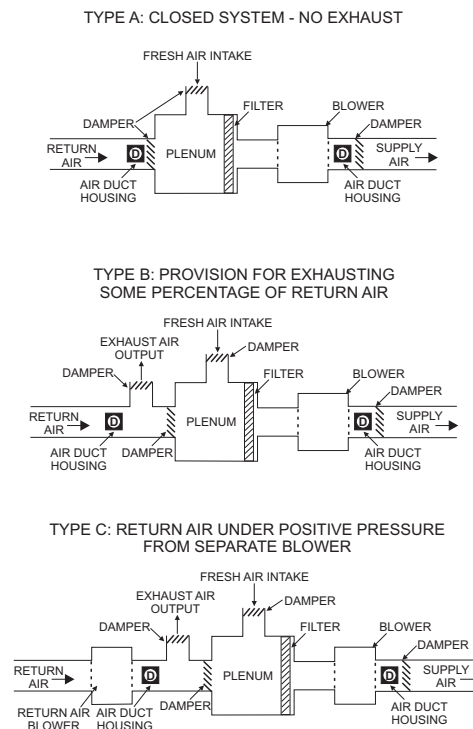 TYPE A: CLOSED SYSTEM - NO EXHAUST
FRESH AIR INTAKE
DAMPER
FILTER
BLOWER
DAMPER
RETURN
AIR
D
PLENUM
D
SUPPLY
AIR
AIR DUCT
HOUSING
AIR DUCT
HOUSING
TYPE B: PROVISION FOR EXHAUSTING
SOME PERCENTAGE OF RETURN AIR
FRESH AIR INTAKE
EXHAUST AIR
OUTPUT
DAMPER
DAMPER
FILTER
BLOWER
DAMPER
RETURN
AIR
D
PLENUM
D
SUPPLY
AIR
AIR DUCT
HOUSING
DAMPER
AIR DUCT
HOUSING
TYPE C: RETURN AIR UNDER POSITIVE PRESSURE
FROM SEPARATE BLOWER
FRESH AIR INTAKE
EXHAUST AIR
OUTPUT
DAMPER
DAMPER
FILTER
BLOWER
DAMPER
RETURN
AIR
D
PLENUM
D
SUPPLY
AIR
RETURN AIR
BLOWER
AIR DUCT
HOUSING
DAMPER
AIR DUCT
HOUSING